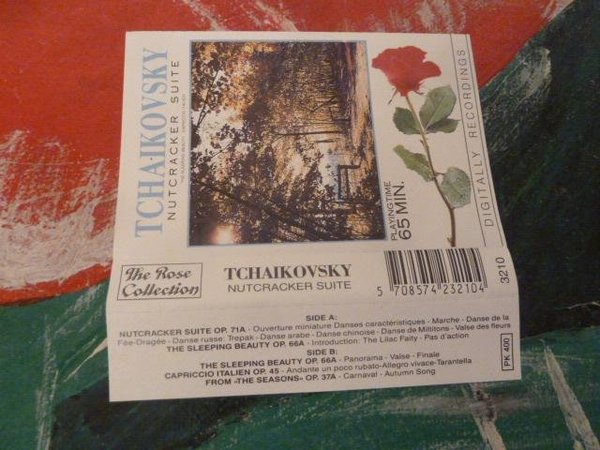 TCHAIKOVSKY
NUTCRACKER SUITE
PLAYINGTIME
65 MIN.
DIGITALLY RECORDINGS
The Rose
Collection
TCHAIKOVSKY
NUTCRACKER SUITE
5 708574 232104
3210
SIDE A:
NUTCRACKER SUITE OP. 71A - Ouverture miniature Danses caractéristiques - Marche - Danse de la
Fée-Dragée - Danse russe: Trepak - Danse arabe - Danse chinoise - Danse de Mirlitons - Valse des fleurs
THE SLEEPING BEAUTY OP. 66A - Introduction: The Lilac Faity - Pas d'action
SIDE B:
THE SLEEPING BEAUTY OP. 66A - Panorama - Valse - Finale
CAPRICCIO ITALIEN OP. 45 - Andante un poco rubato-Allegro vivace-Tarantella
FROM «THE SEASONS» OP. 37A - Carnaval - Autumn Song
PK 400